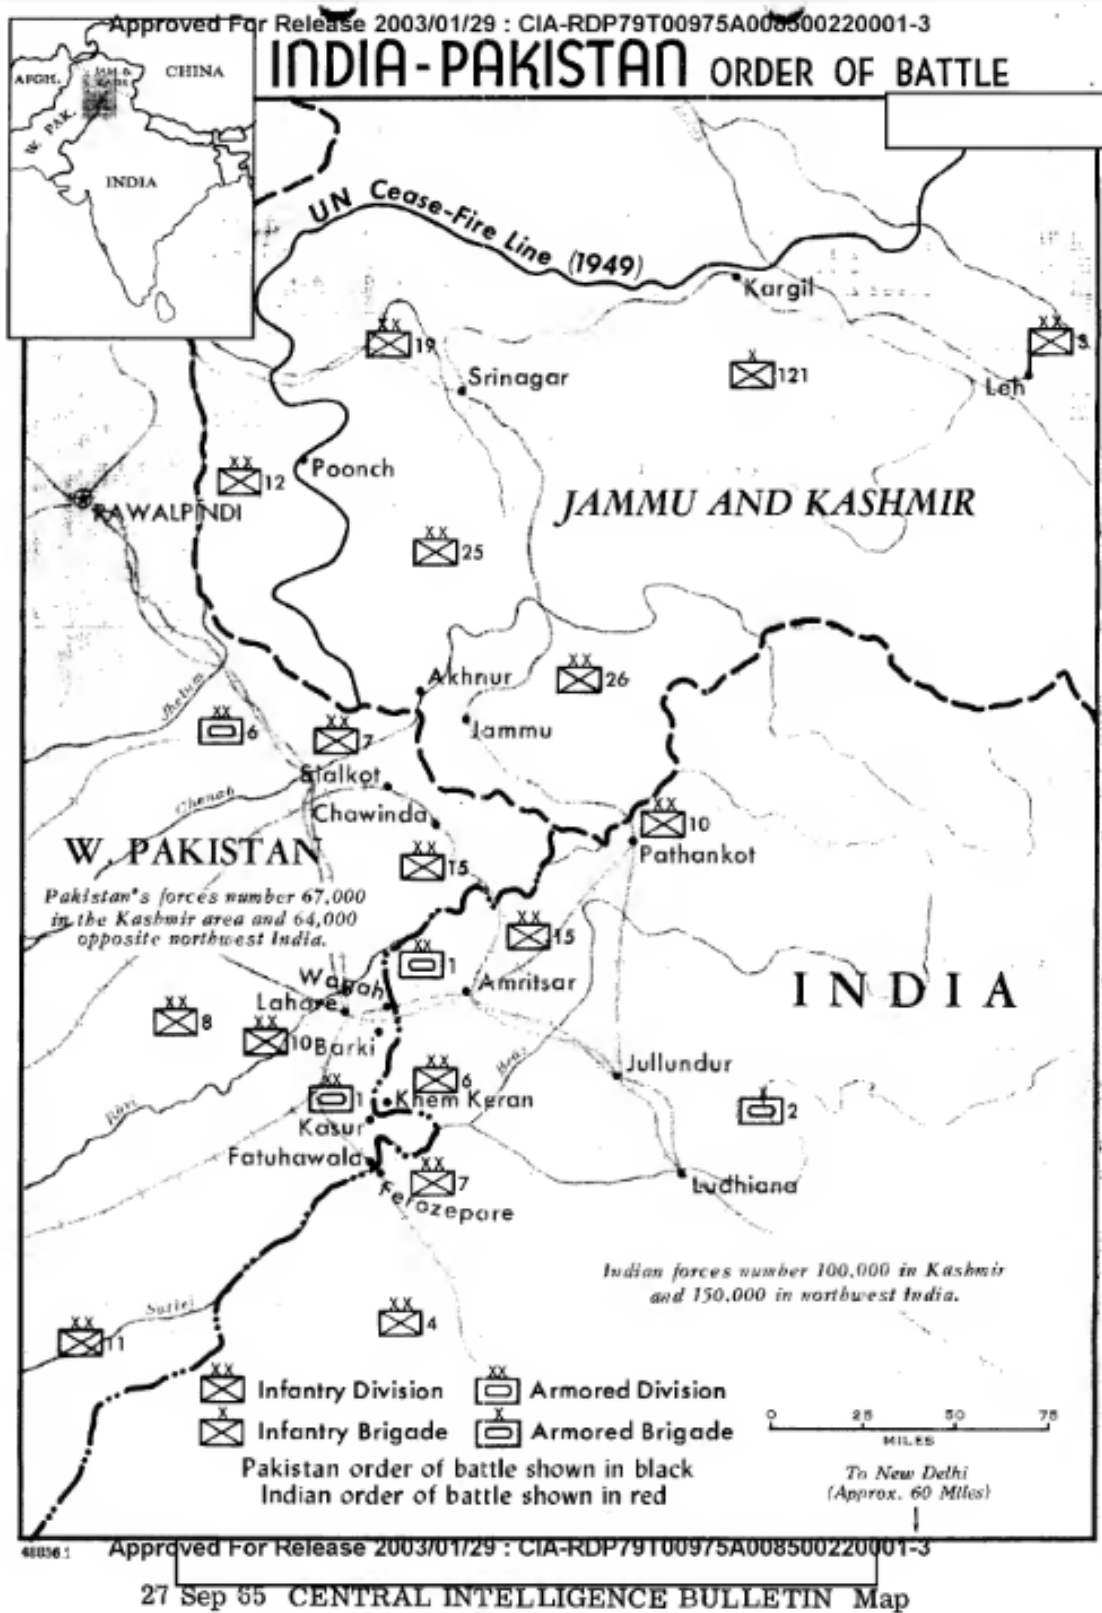 Approved For Release 2003/01/29 : CIA-RDP79T00975A008500220001-3
INDIA-PAKISTAN ORDER OF BATTLE
AFGH.
JAM. &
CHINA
W. PAK.
INDIA
UN Cease-Fire Line (1949)
Kargil
19
Srinagar
121
3
Leh
12
Poonch
RAWALPINDI
JAMMU AND KASHMIR
25
Akhnur
26
Jhelum
6
7
Jammu
Sialkot
Chenab
Chawinda
10
Pathankot
W. PAKISTAN
15
Pakistan's forces number 67,000
in the Kashmir area and 64,000
opposite northwest India.
15
1
Wagah
Amritsar
INDIA
Lahare
8
10
Barki
Ravi
Beas
Jullundur
6
1
Khem Karan
2
Kasur
Fatuhawala
7
Ludhiana
Ferozepare
Indian forces number 100,000 in Kashmir
and 150,000 in northwest India.
Sutlej
4
11
XX Infantry Division
XX Armored Division
X Infantry Brigade
X Armored Brigade
Pakistan order of battle shown in black
Indian order of battle shown in red
0 25 50 75
MILES
To New Delhi
(Approx. 60 Miles)
Approved For Release 2003/01/29 : CIA-RDP79T00975A008500220001-3
27 Sep 65 CENTRAL INTELLIGENCE BULLETIN Map